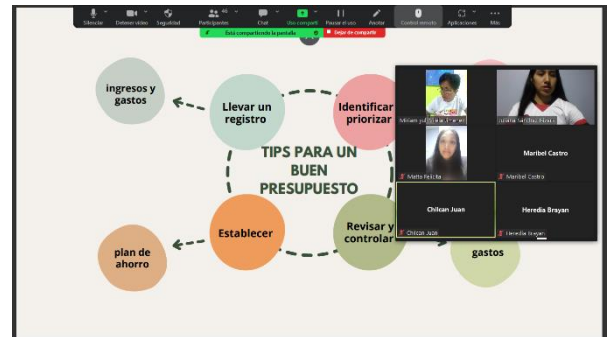 Silenciar Detener video Seguridad Participantes 46 Chat Pausar el uso Anotar Control remoto Aplicaciones Más
Está compartiendo la pantalla Dejar de compartir
ingresos y
gastos
Llevar un
registro
Identificar
priorizar
TIPS PARA UN
BUEN
PRESUPUESTO
Establecer
plan de
ahorro
Revisar y
controlar
gastos
Maribel Castro
Maribel Castro
Chilcan Juan
Heredia Brayan
Chilcan Juan
Heredia Brayan